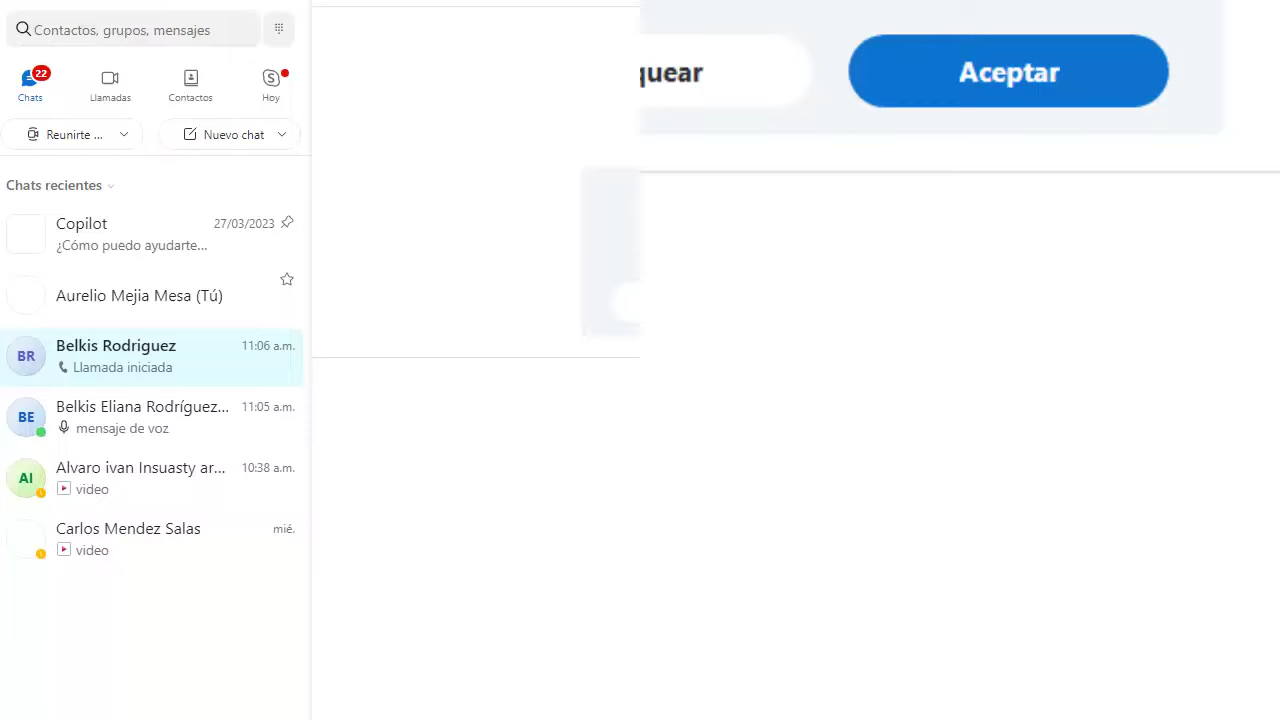 Contactos, grupos, mensajes
22
Chats
Llamadas
Contactos
Hoy
Reunirte ...
Nuevo chat
Chats recientes
Copilot
27/03/2023
¿Cómo puedo ayudarte...
Aurelio Mejia Mesa (Tú)
BR
Belkis Rodriguez
11:06 a.m.
Llamada iniciada
BE
Belkis Eliana Rodríguez...
11:05 a.m.
mensaje de voz
AI
Alvaro ivan Insuasty ar...
10:38 a.m.
video
Carlos Mendez Salas
mié.
video
quear
Aceptar